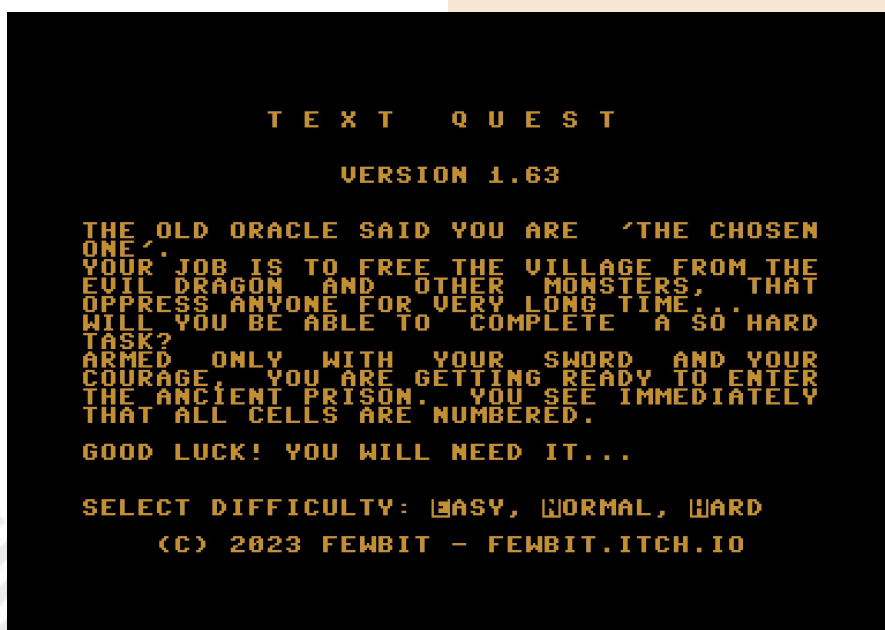 T E X T   Q U E S T
VERSION 1.63
THE OLD ORACLE SAID YOU ARE  'THE CHOSEN
ONE'.
YOUR JOB IS TO FREE THE VILLAGE FROM THE
EVIL DRAGON  AND  OTHER  MONSTERS,  THAT
OPPRESS ANYONE FOR VERY LONG TIME...
WILL YOU BE ABLE TO  COMPLETE  A SO HARD
TASK?
ARMED  ONLY  WITH  YOUR  SWORD  AND YOUR
COURAGE,  YOU ARE GETTING READY TO ENTER
THE ANCIENT PRISON.  YOU SEE IMMEDIATELY
THAT ALL CELLS ARE NUMBERED.
GOOD LUCK! YOU WILL NEED IT...
SELECT DIFFICULTY: EASY, NORMAL, HARD
(C) 2023 FEWBIT - FEWBIT.ITCH.IO